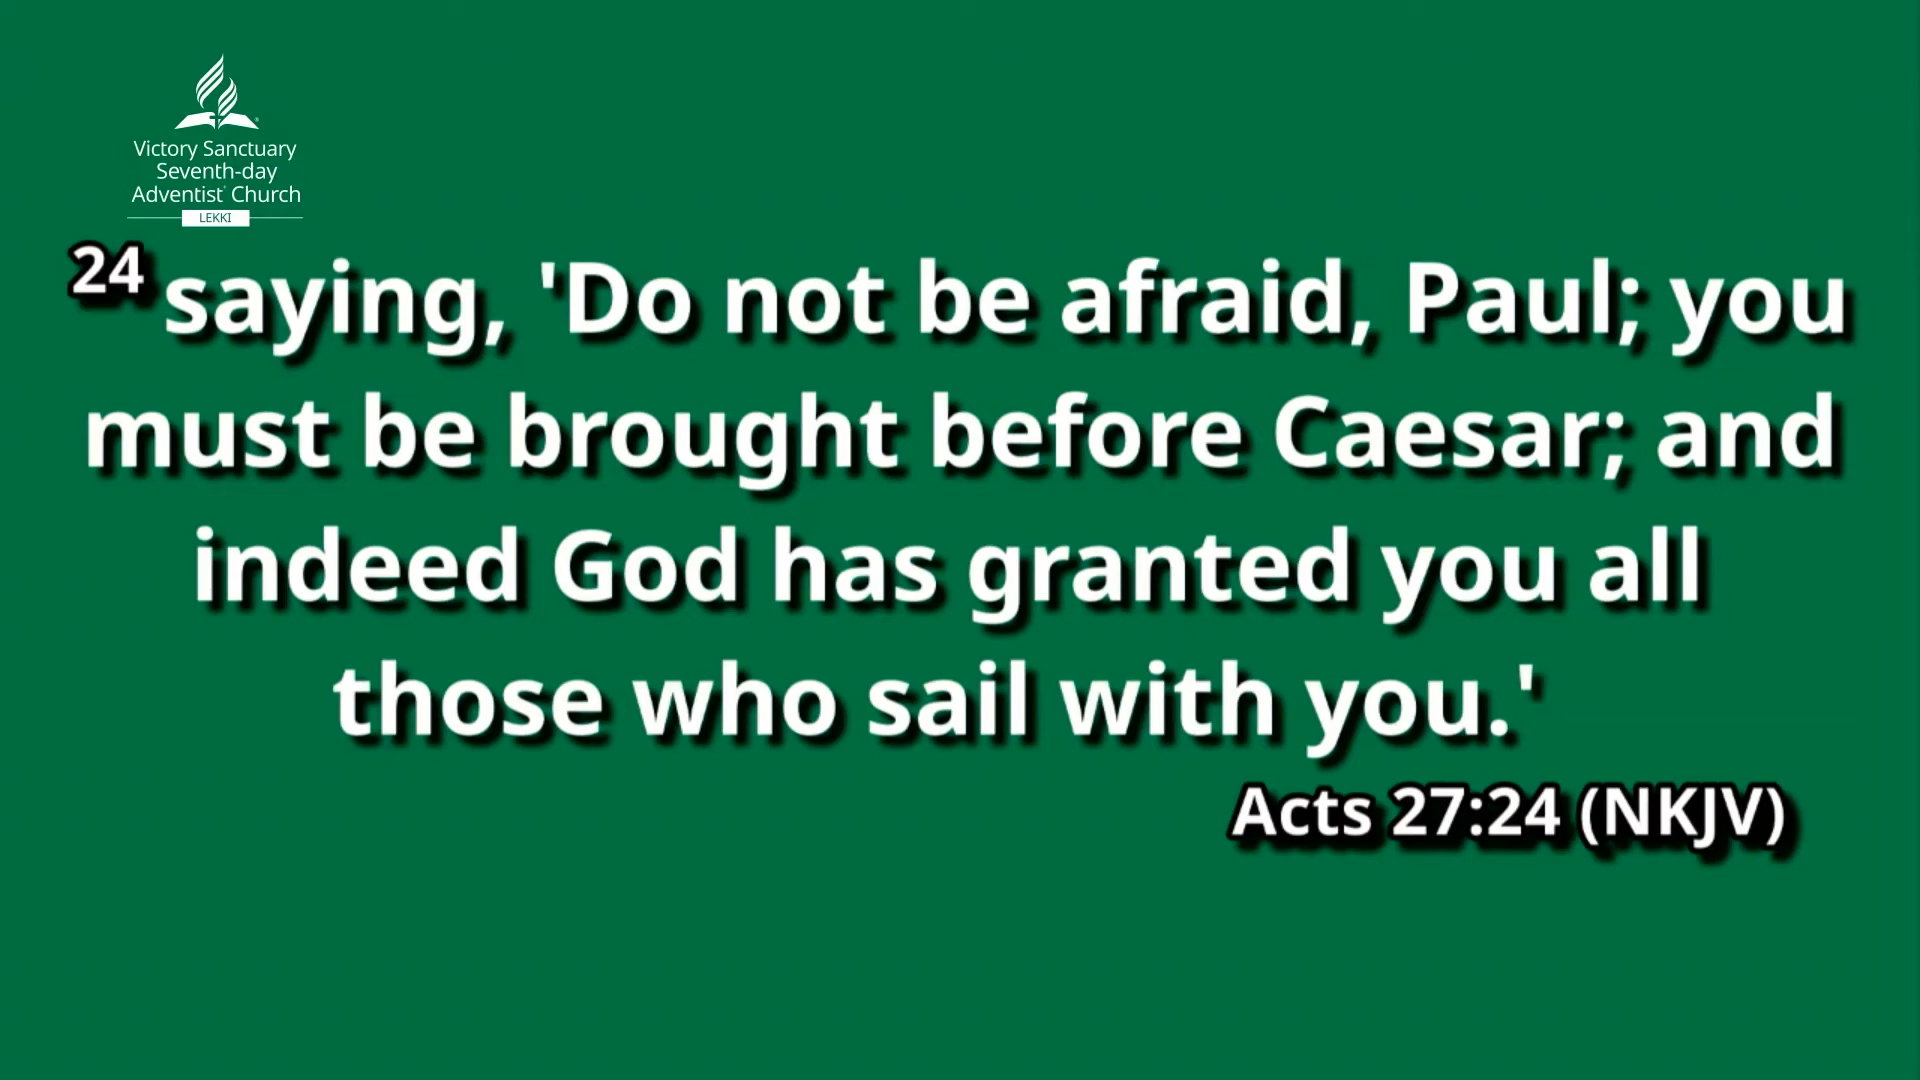 Victory Sanctuary
Seventh-day
Adventist Church
LEKKI
24 saying, 'Do not be afraid, Paul; you
must be brought before Caesar; and
indeed God has granted you all
those who sail with you.'
Acts 27:24 (NKJV)